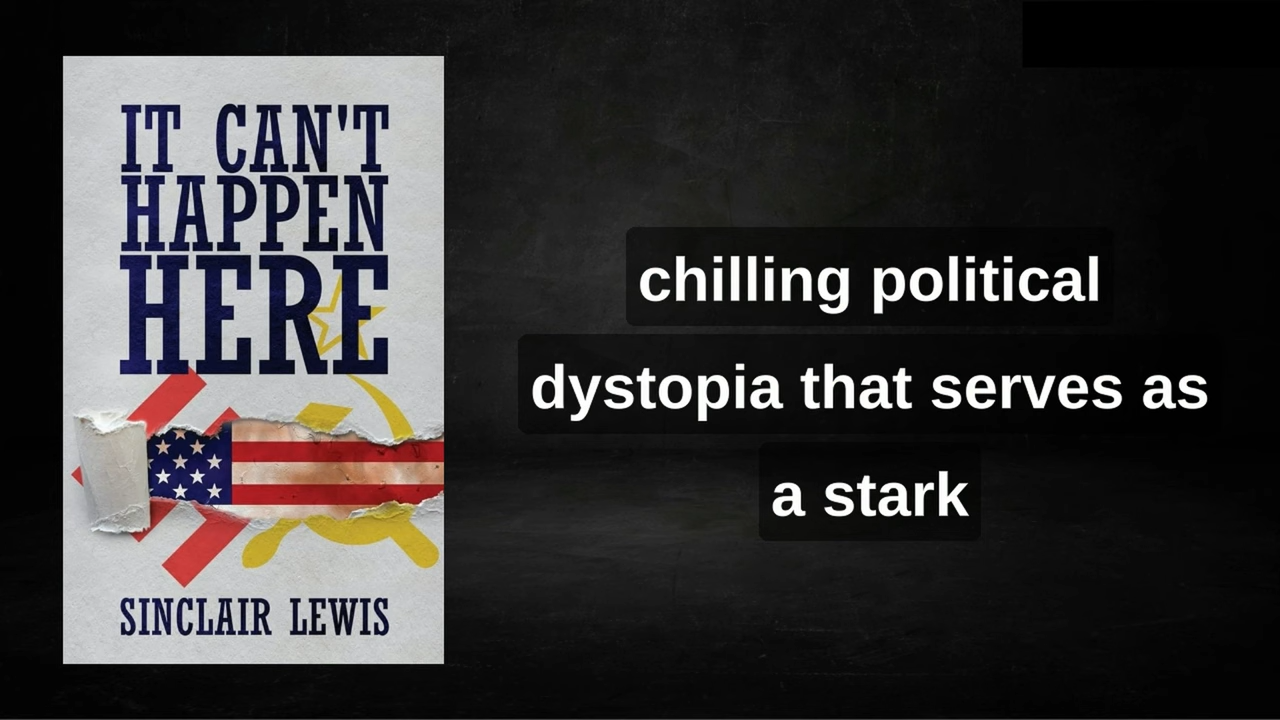 IT CAN'T
HAPPEN
HERE
SINCLAIR LEWIS
chilling political
dystopia that serves as
a stark